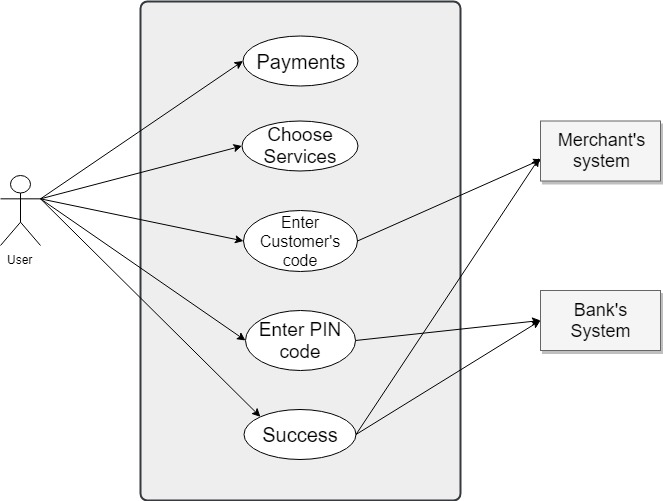 Payments
Choose
Services
Enter
Customer's
code
Enter PIN
code
Success
User
Merchant's
system
Bank's
System